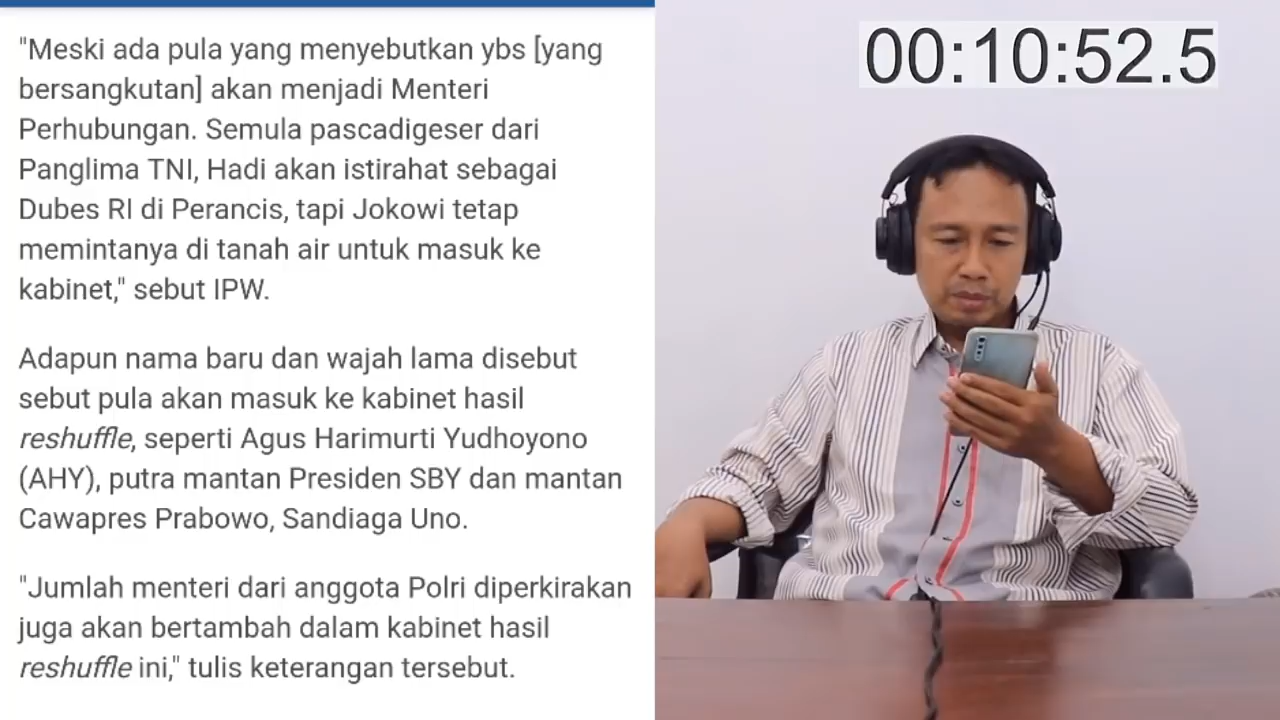 "Meski ada pula yang menyebutkan ybs [yang
bersangkutan] akan menjadi Menteri
Perhubungan. Semula pascadigeser dari
Panglima TNI, Hadi akan istirahat sebagai
Dubes RI di Perancis, tapi Jokowi tetap
memintanya di tanah air untuk masuk ke
kabinet," sebut IPW.
Adapun nama baru dan wajah lama disebut
sebut pula akan masuk ke kabinet hasil
reshuffle, seperti Agus Harimurti Yudhoyono
(AHY), putra mantan Presiden SBY dan mantan
Cawapres Prabowo, Sandiaga Uno.
"Jumlah menteri dari anggota Polri diperkirakan
juga akan bertambah dalam kabinet hasil
reshuffle ini," tulis keterangan tersebut.
00:10:52.5